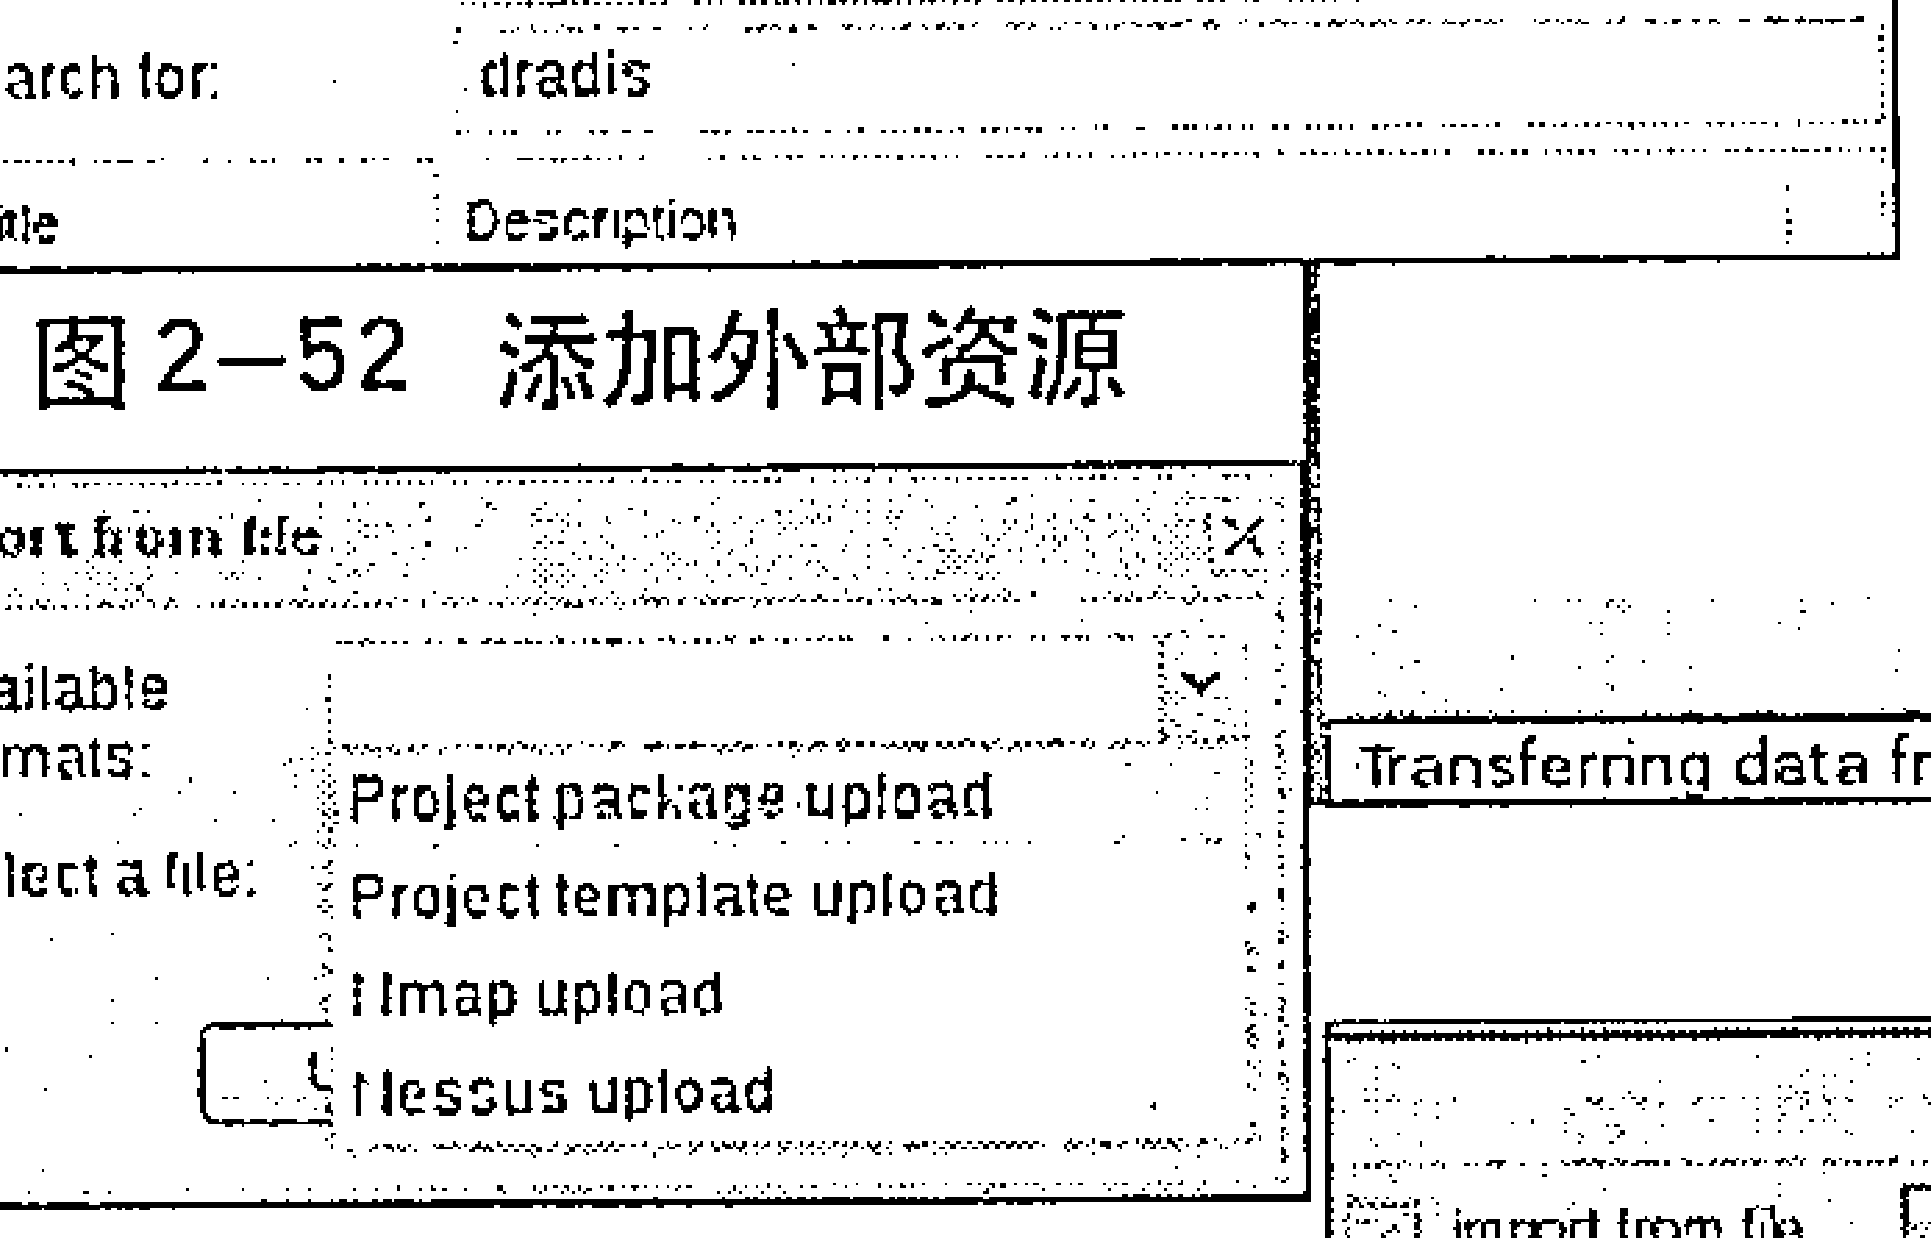 arch for: dradis
Description
图2-52 添加外部资源
ort from file
ailable
mats:
Project package upload
Transferring data fr
lect a file:
Project template upload
Nmap upload
Nessus upload
import from file